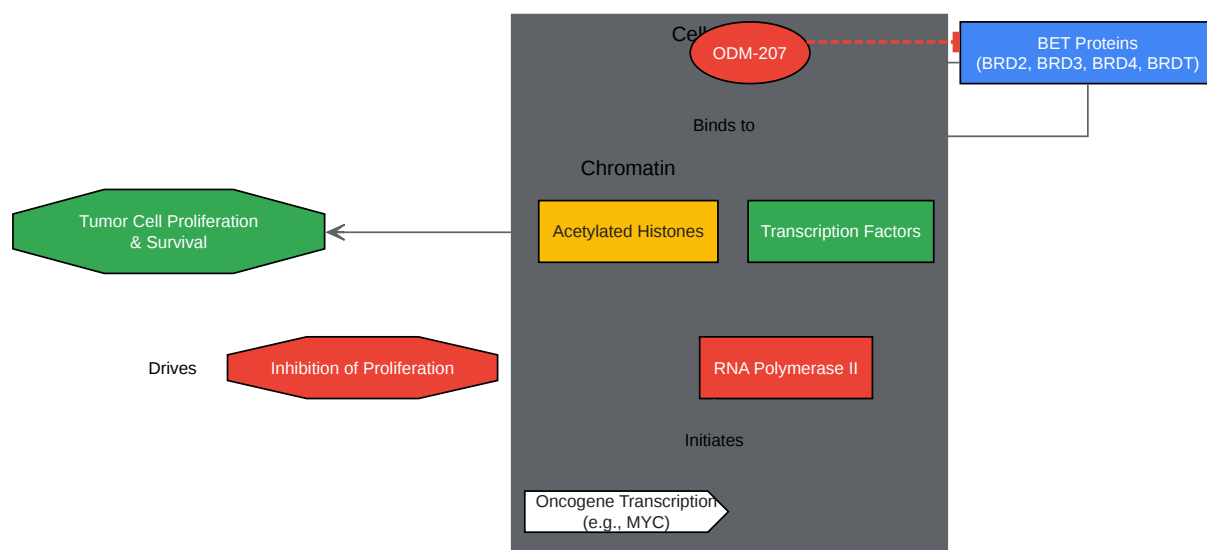 ODM-207
BET Proteins
(BRD2, BRD3, BRD4, BRDT)
Binds to
Chromatin
Acetylated Histones
Transcription Factors
Tumor Cell Proliferation
& Survival
Drives
Inhibition of Proliferation
RNA Polymerase II
Initiates
Oncogene Transcription
(e.g., MYC)